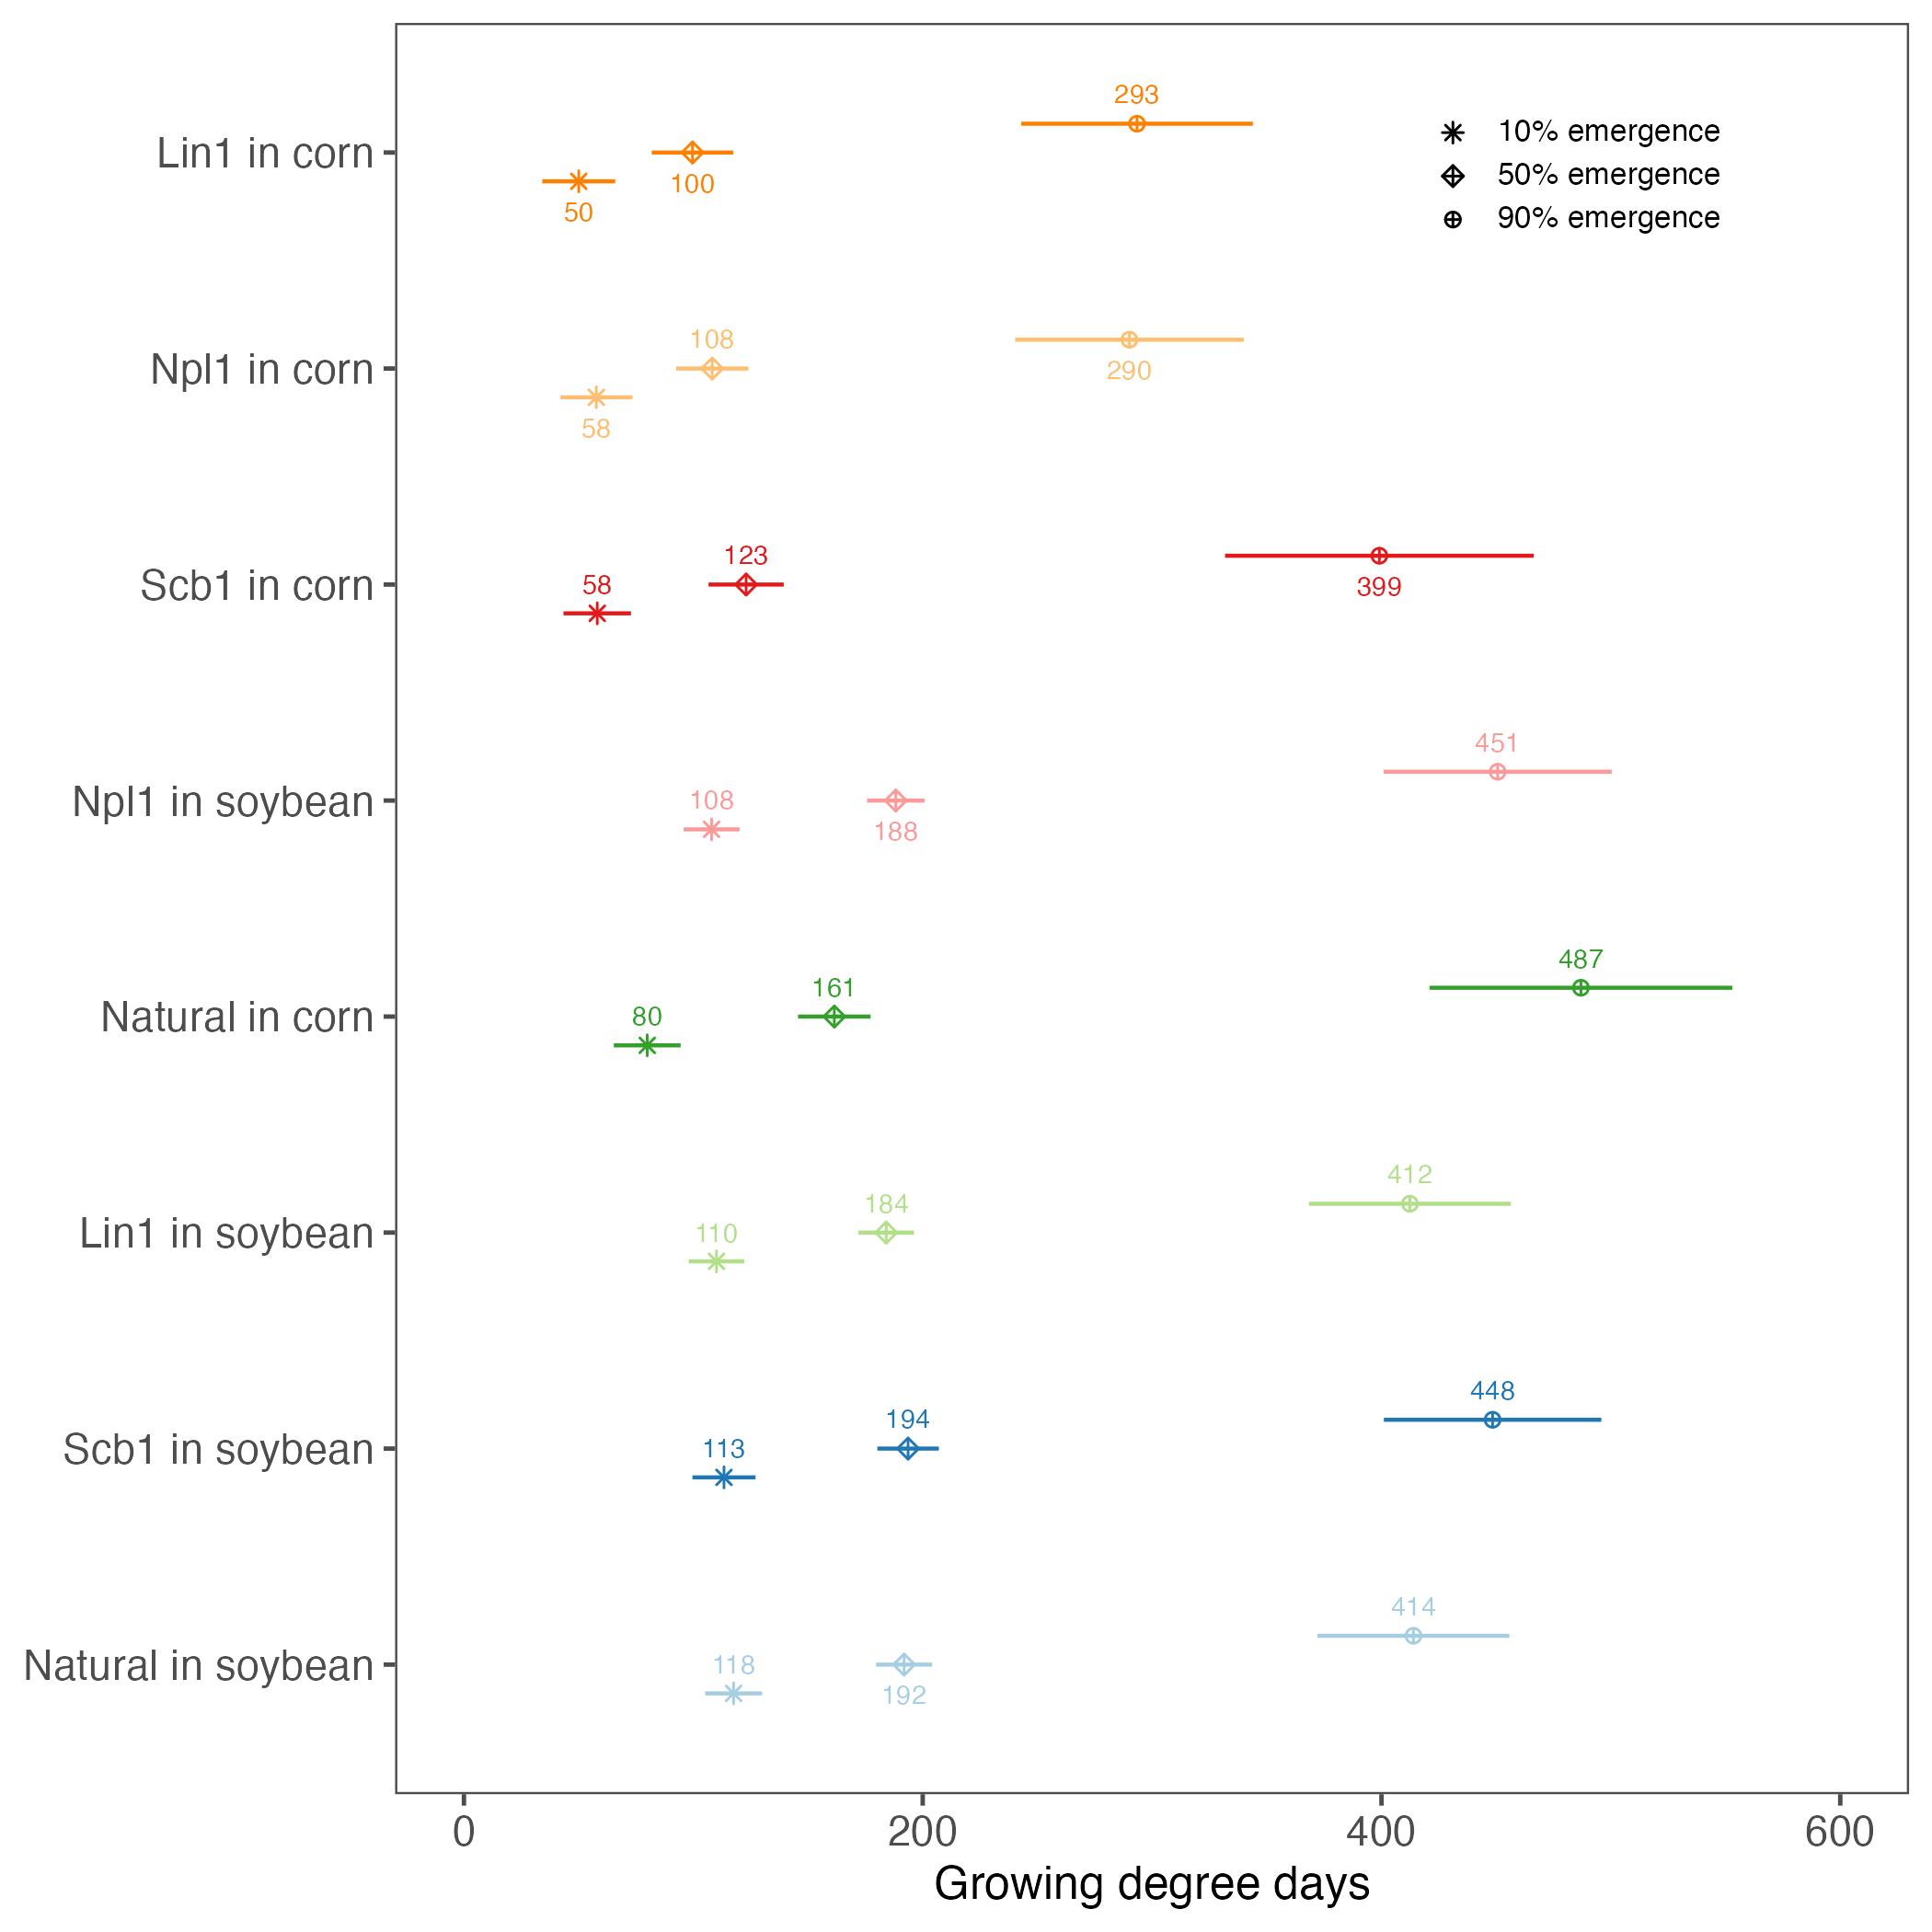 293
10% emergence
Lin1 in corn
50% emergence
100
50
90% emergence
108
Npl1 in corn
290
58
123
58
Scb1 in corn
399
451
108
Npl1 in soybean
188
487
161
80
Natural in corn
412
184
110
Lin1 in soybean
448
194
113
Scb1 in soybean
414
118
Natural in soybean
192
0 200 400 600
Growing degree days